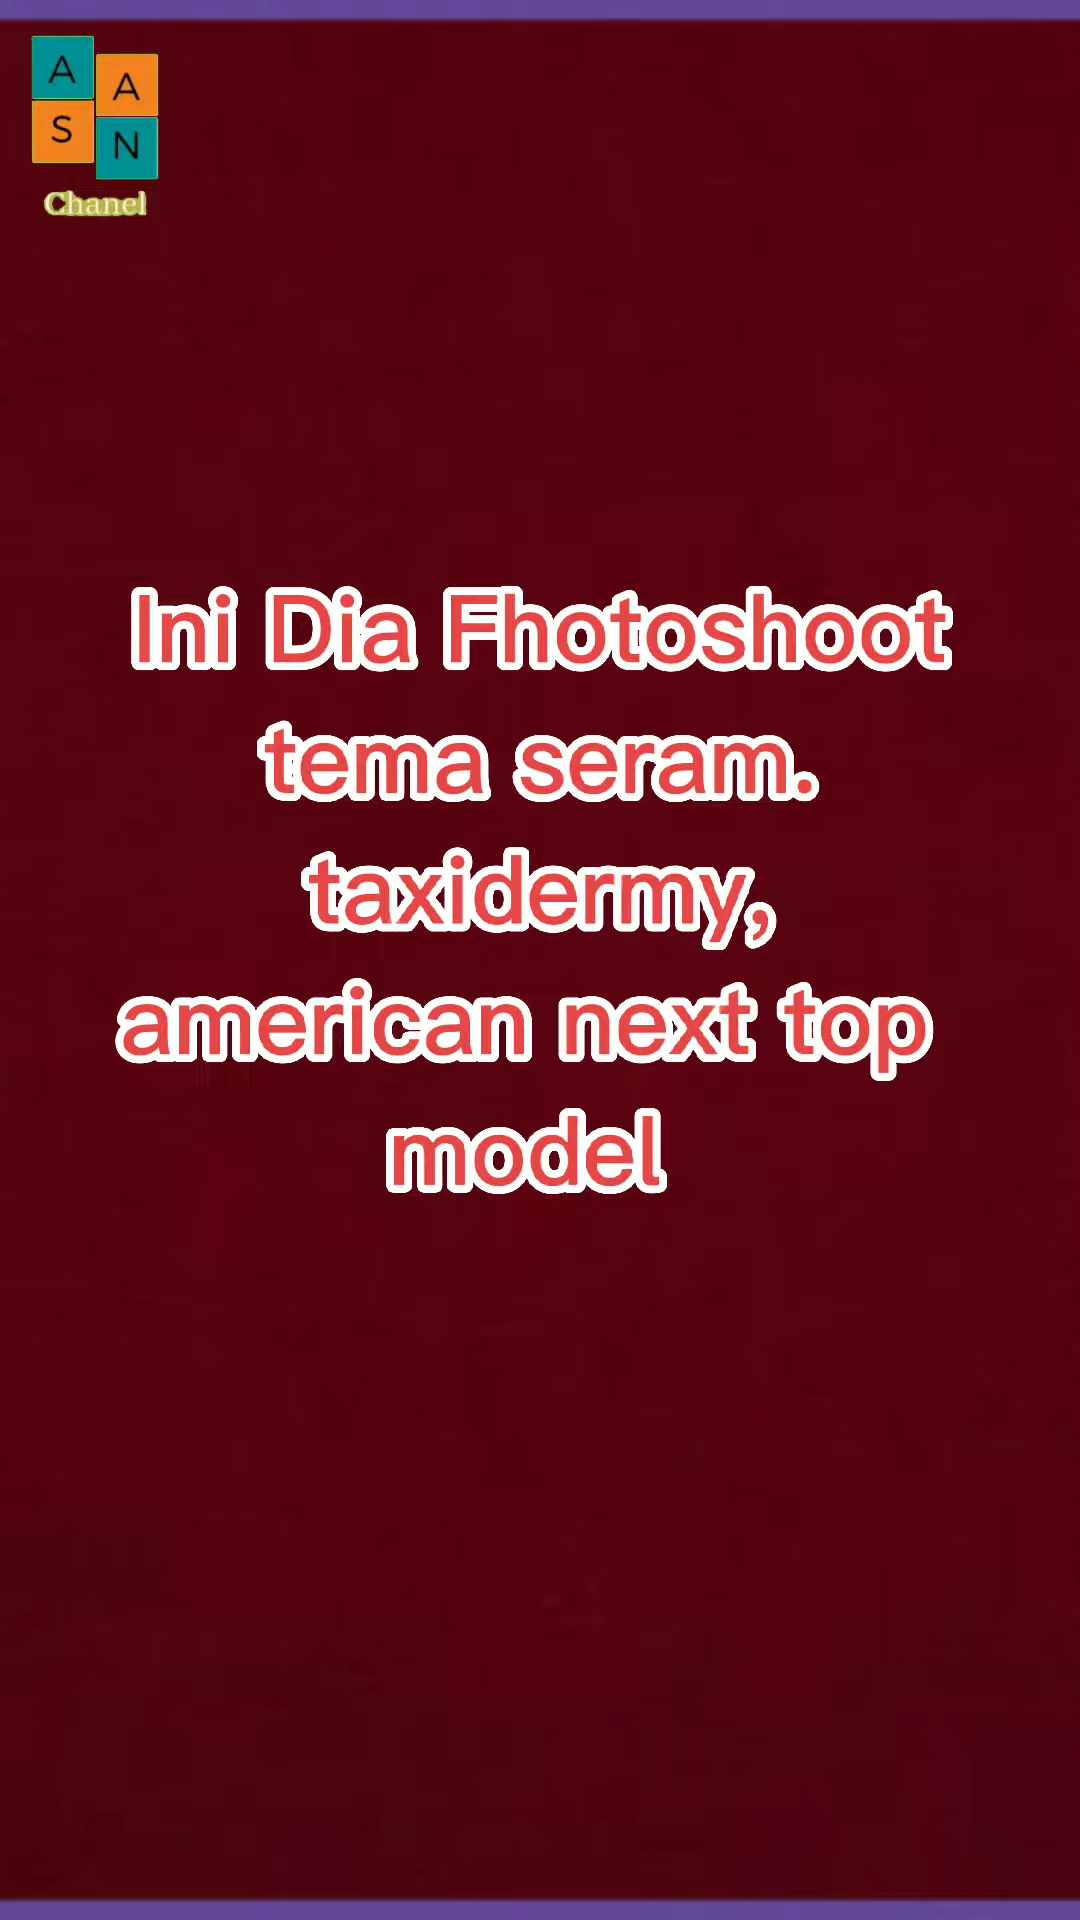 A A
S N
Chanel
Ini Dia Fhotoshoot
tema seram.
taxidermy,
american next top
model